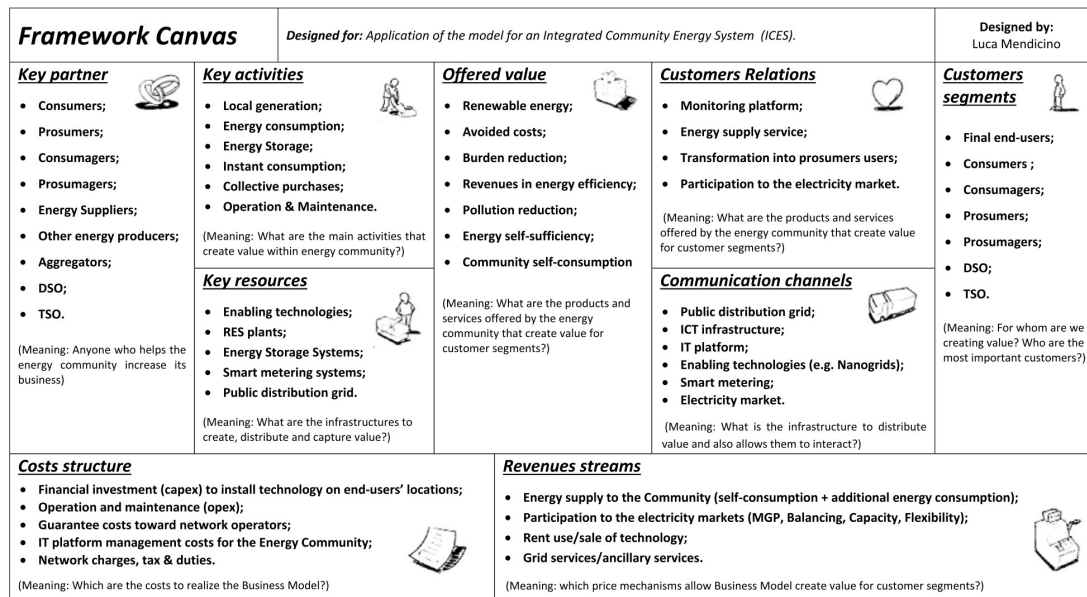 Framework Canvas
Designed for: Application of the model for an Integrated Community Energy System (ICES).
Designed by:
Luca Mendicino
Key partner
• Consumers;
• Prosumers;
• Consumagers;
• Prosumagers;
• Energy Suppliers;
• Other energy producers;
• Aggregators;
• DSO;
• TSO.
(Meaning: Anyone who helps the
energy community increase its
business)
Key activities
• Local generation;
• Energy consumption;
• Energy Storage;
• Instant consumption;
• Collective purchases;
• Operation & Maintenance.
(Meaning: What are the main activities that
create value within energy community?)
Key resources
• Enabling technologies;
• RES plants;
• Energy Storage Systems;
• Smart metering systems;
• Public distribution grid.
(Meaning: What are the infrastructures to
create, distribute and capture value?)
Offered value
• Renewable energy;
• Avoided costs;
• Burden reduction;
• Revenues in energy efficiency;
• Pollution reduction;
• Energy self-sufficiency;
• Community self-consumption
(Meaning: What are the products and
services offered by the energy
community that create value for
customer segments?)
Customers Relations
• Monitoring platform;
• Energy supply service;
• Transformation into prosumers users;
• Participation to the electricity market.
(Meaning: What are the products and services
offered by the energy community that create value
for customer segments?)
Communication channels
• Public distribution grid;
• ICT infrastructure;
• IT platform;
• Enabling technologies (e.g. Nanogrids);
• Smart metering;
• Electricity market.
(Meaning: What is the infrastructure to distribute
value and also allows them to interact?)
Customers
segments
• Final end-users;
• Consumers ;
• Consumagers;
• Prosumers;
• Prosumagers;
• DSO;
• TSO.
(Meaning: For whom are we
creating value? Who are the
most important customers?)
Costs structure
• Financial investment (capex) to install technology on end-users' locations;
• Operation and maintenance (opex);
• Guarantee costs toward network operators;
• IT platform management costs for the Energy Community;
• Network charges, tax & duties.
(Meaning: Which are the costs to realize the Business Model?)
Revenues streams
• Energy supply to the Community (self-consumption + additional energy consumption);
• Participation to the electricity markets (MGP, Balancing, Capacity, Flexibility);
• Rent use/sale of technology;
• Grid services/ancillary services.
(Meaning: which price mechanisms allow Business Model create value for customer segments?)